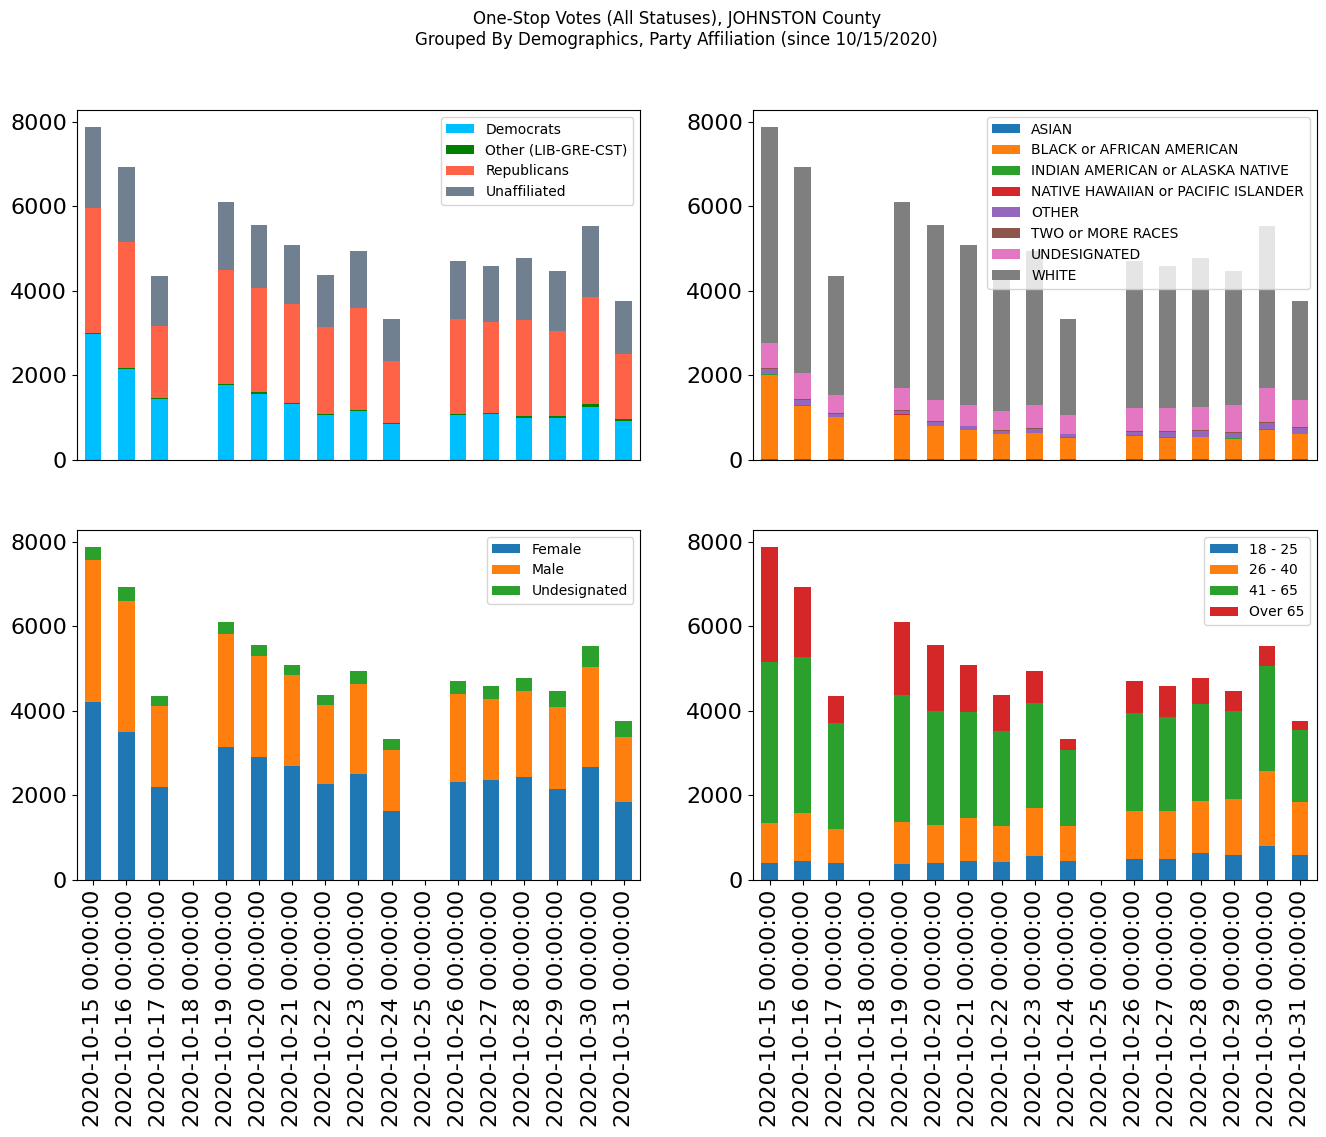 One-Stop Votes (All Statuses), JOHNSTON County
Grouped By Demographics, Party Affiliation (since 10/15/2020)
8000
6000
4000
2000
0
Democrats
Other (LIB-GRE-CST)
Republicans
Unaffiliated
8000
6000
4000
2000
0
ASIAN
BLACK or AFRICAN AMERICAN
INDIAN AMERICAN or ALASKA NATIVE
NATIVE HAWAIIAN or PACIFIC ISLANDER
OTHER
TWO or MORE RACES
UNDESIGNATED
WHITE
8000
6000
4000
2000
0
Female
Male
Undesignated
2020-10-15 00:00:00
2020-10-16 00:00:00
2020-10-17 00:00:00
2020-10-18 00:00:00
2020-10-19 00:00:00
2020-10-20 00:00:00
2020-10-21 00:00:00
2020-10-22 00:00:00
2020-10-23 00:00:00
2020-10-24 00:00:00
2020-10-25 00:00:00
2020-10-26 00:00:00
2020-10-27 00:00:00
2020-10-28 00:00:00
2020-10-29 00:00:00
2020-10-30 00:00:00
2020-10-31 00:00:00
8000
6000
4000
2000
0
18 - 25
26 - 40
41 - 65
Over 65
2020-10-15 00:00:00
2020-10-16 00:00:00
2020-10-17 00:00:00
2020-10-18 00:00:00
2020-10-19 00:00:00
2020-10-20 00:00:00
2020-10-21 00:00:00
2020-10-22 00:00:00
2020-10-23 00:00:00
2020-10-24 00:00:00
2020-10-25 00:00:00
2020-10-26 00:00:00
2020-10-27 00:00:00
2020-10-28 00:00:00
2020-10-29 00:00:00
2020-10-30 00:00:00
2020-10-31 00:00:00